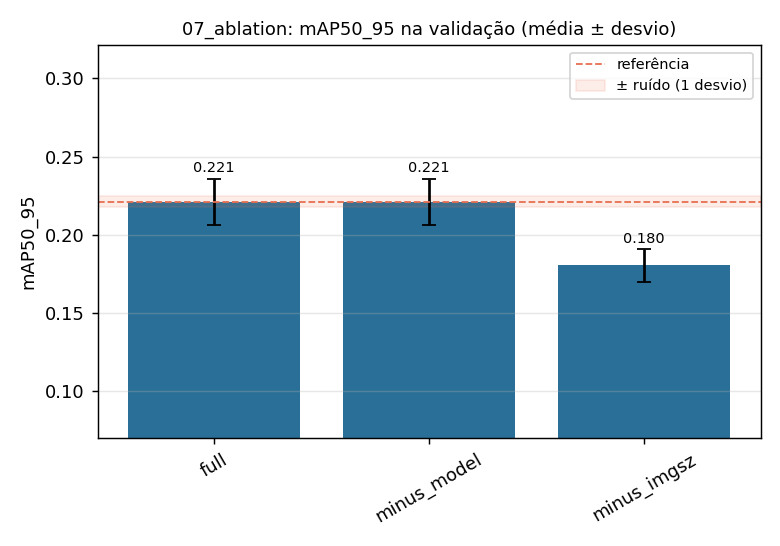 07_ablation: mAP50_95 na validação (média ± desvio)
referência
± ruído (1 desvio)
mAP50_95
0.30
0.25
0.20
0.15
0.10
0.221
0.221
0.180
full
minus_model
minus_imgsz